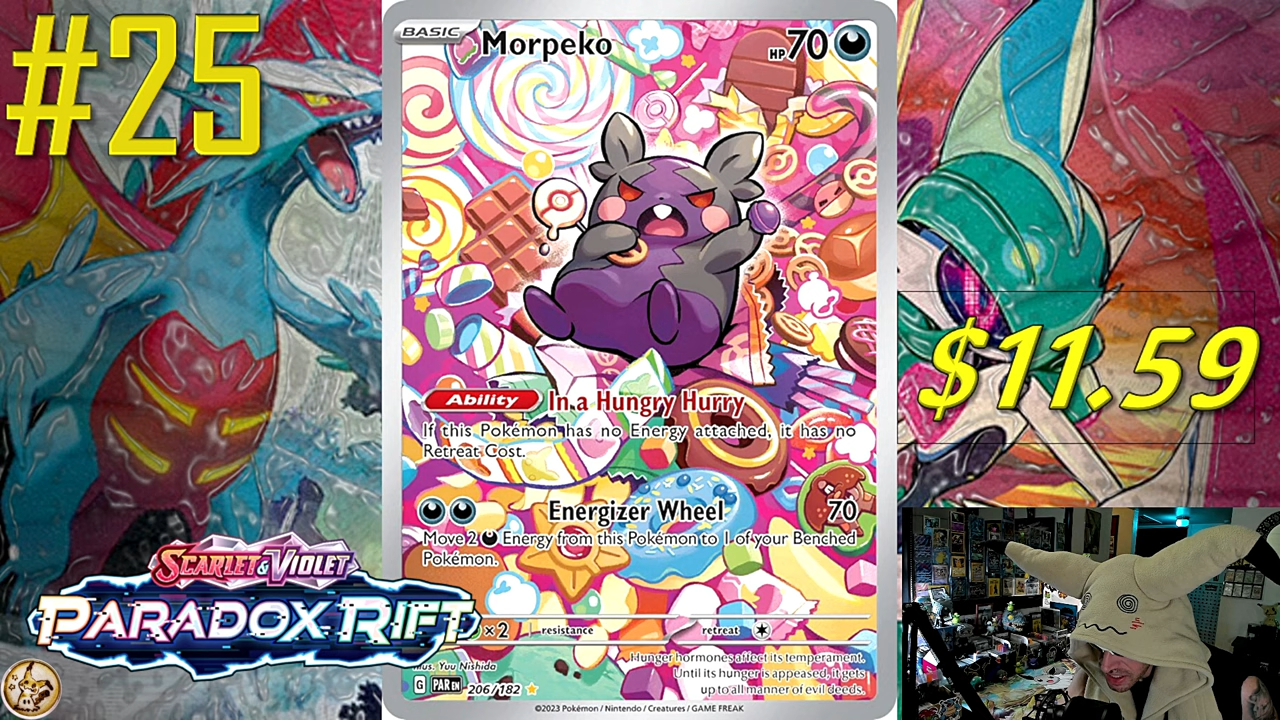 #25
BASIC
Morpeko
HP 70
Ability In a Hungry Hurry
If this Pokémon has no Energy attached, it has no
Retreat Cost.
Energizer Wheel 70
Move 2 Energy from this Pokémon to 1 of your Benched
Pokémon.
$11.59
SCARLET & VIOLET
PARADOX RIFT
×2 resistance retreat
Illus. Yuu Nishida
G PAR EN 206/182
Hunger hormones affect its temperament.
Until its hunger is appeased, it gets
up to all manner of evil deeds.
©2023 Pokémon / Nintendo / Creatures / GAME FREAK